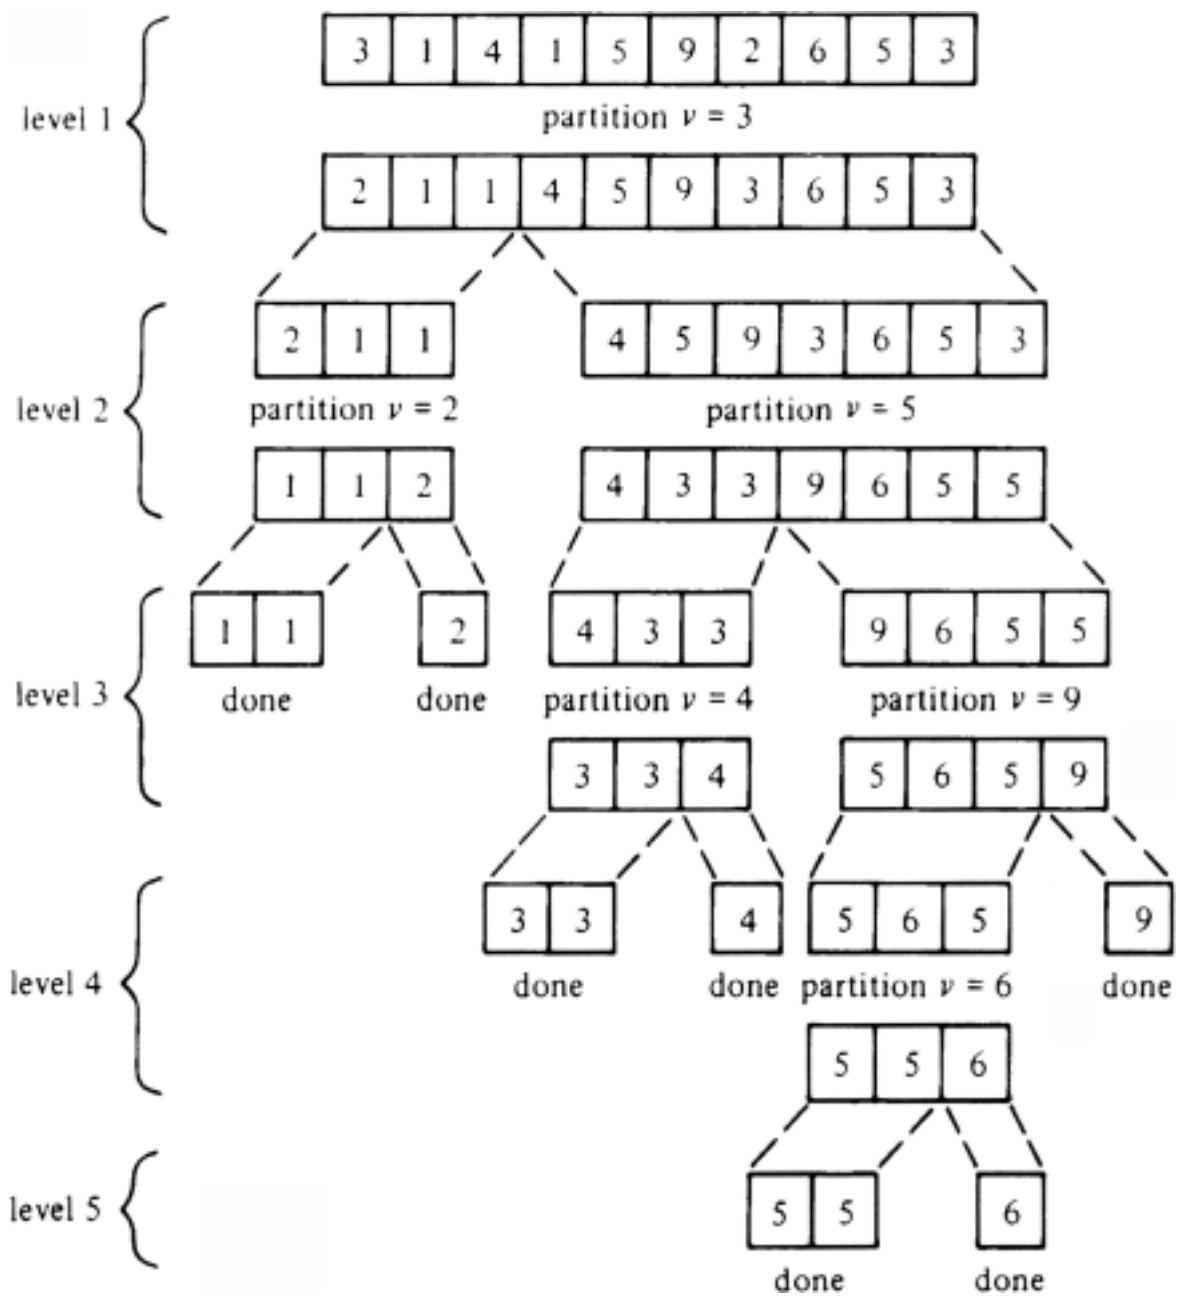 3 1 4 1 5 9 2 6 5 3
level 1
partition ν = 3
2 1 1 4 5 9 3 6 5 3
2 1 1 4 5 9 3 6 5 3
level 2
partition ν = 2 partition ν = 5
1 1 2 4 3 3 9 6 5 5
1 1 2 4 3 3 9 6 5 5
level 3
done done partition ν = 4 partition ν = 9
3 3 4 5 6 5 9
3 3 4 5 6 5 9
level 4
done done partition ν = 6 done
5 5 6
level 5
5 5 6
done done